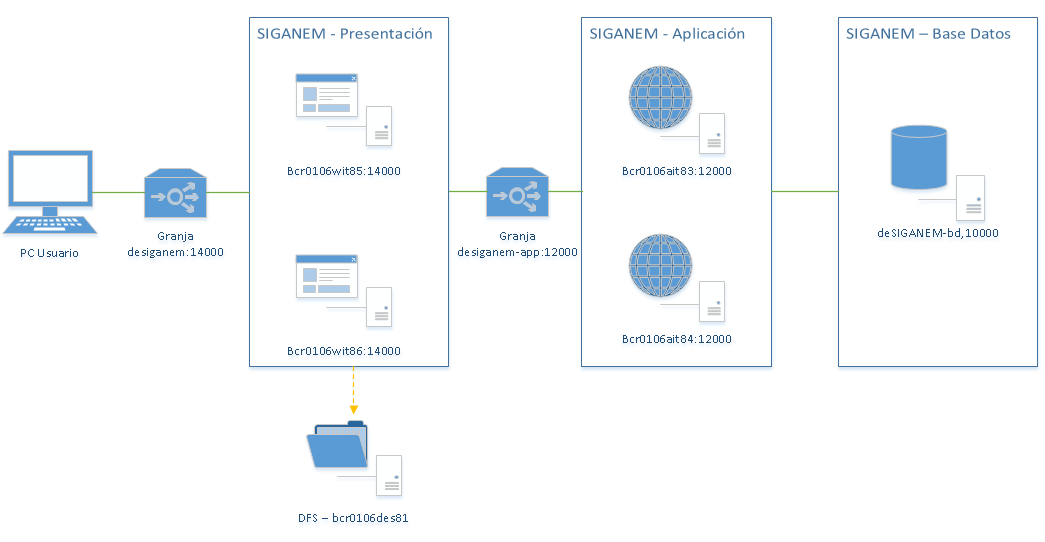 SIGANEM - Presentación
SIGANEM - Aplicación
SIGANEM – Base Datos
Bcr0106wit85:14000
Bcr0106ait83:12000
PC Usuario
Granja
desiganem:14000
Granja
desiganem-app:12000
deSIGANEM-bd,10000
Bcr0106wit86:14000
Bcr0106ait84:12000
DFS – bcr0106des81